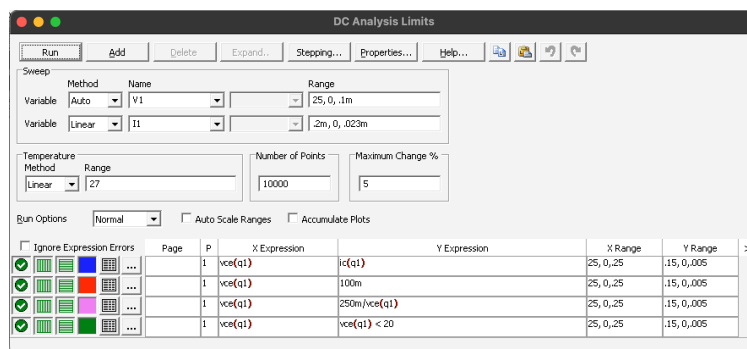 DC Analysis Limits
Run Add Delete Expand.. Stepping... Properties... Help...
Sweep
Method Name Range
Variable Auto V1 25, 0, .1m
Variable Linear I1 .2m, 0, .023m
Temperature Number of Points Maximum Change %
Method Range
Linear 27 10000 5
Run Options Normal Auto Scale Ranges Accumulate Plots
Ignore Expression Errors Page P X Expression Y Expression X Range Y Range >
... 1 vce(q1) ic(q1) 25, 0,.25 .15, 0,.005
... 1 vce(q1) 100m 25, 0,.25 .15, 0,.005
... 1 vce(q1) 250m/vce(q1) 25, 0,.25 .15, 0,.005
... 1 vce(q1) vce(q1) < 20 25, 0,.25 .15, 0,.005